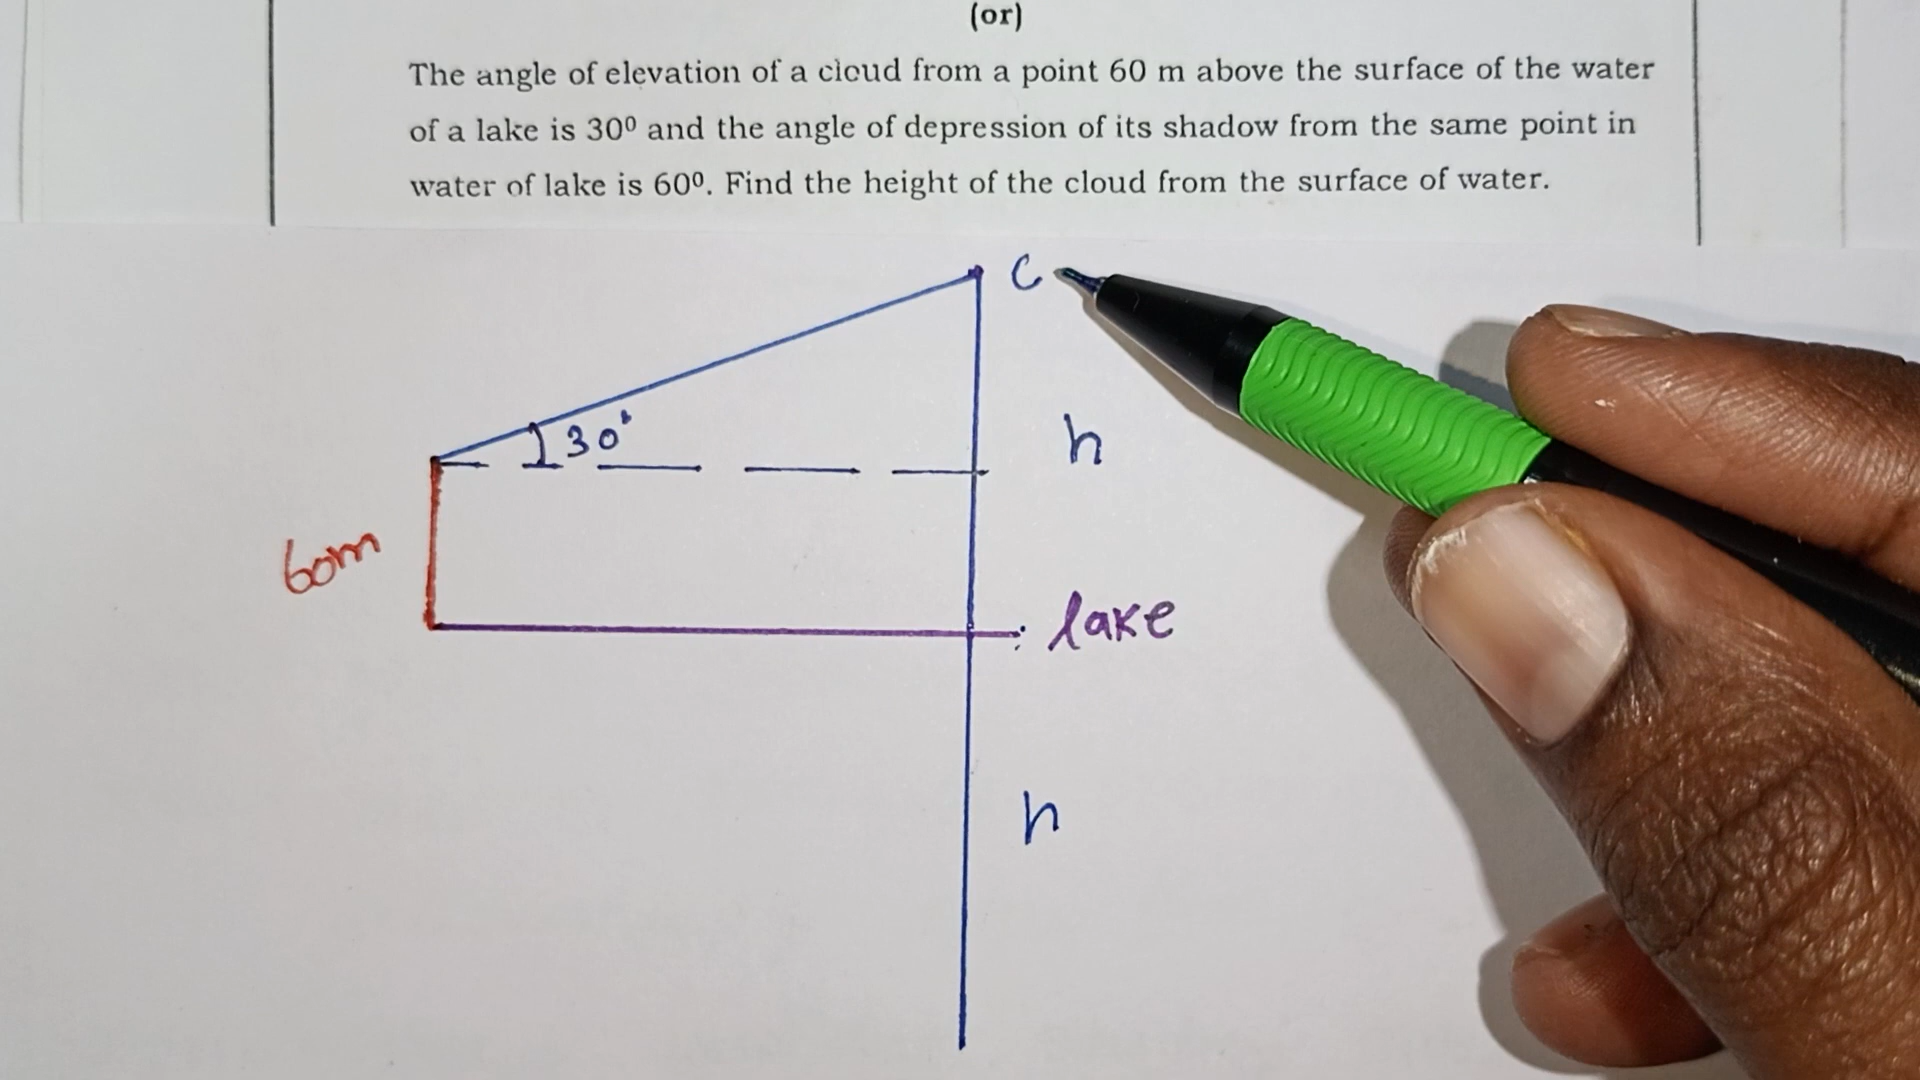 (or)
The angle of elevation of a cloud from a point 60 m above the surface of the water
of a lake is 30⁰ and the angle of depression of its shadow from the same point in
water of lake is 60⁰. Find the height of the cloud from the surface of water.
C
30°
h
60m
lake
h